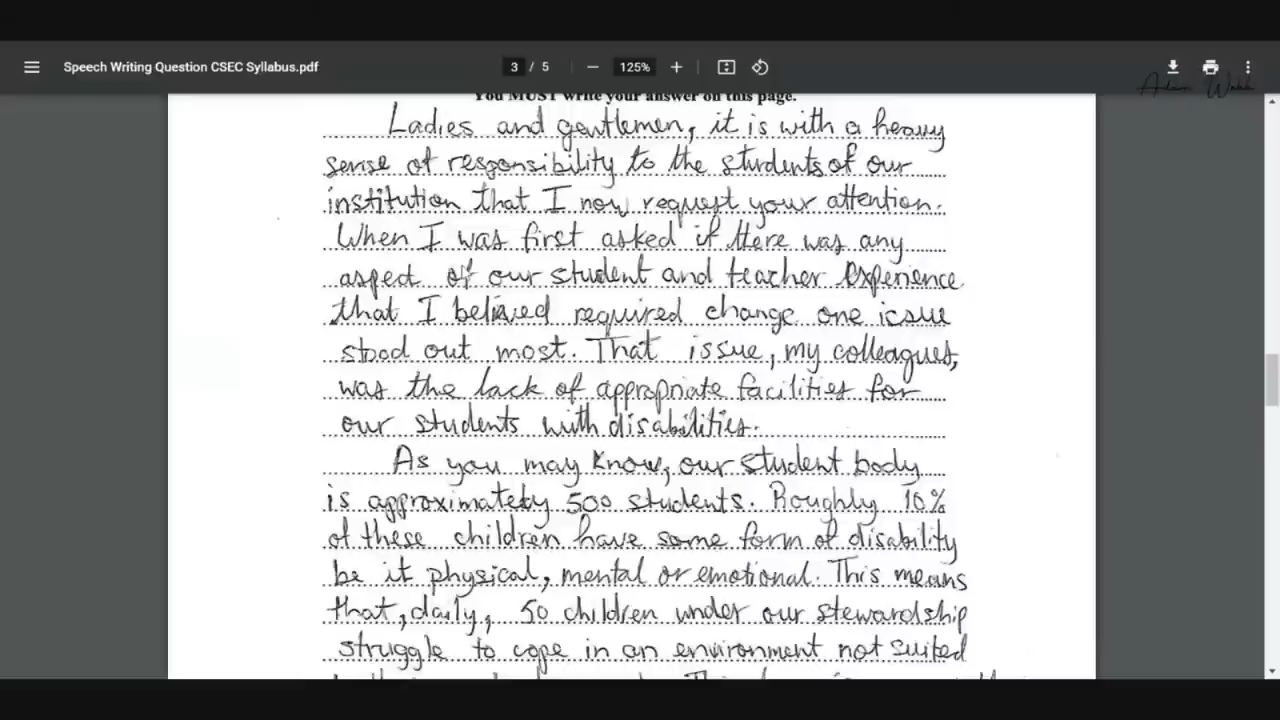 Speech Writing Question CSEC Syllabus.pdf
3 / 5
125%
You MUST write your answer on this page.
Ladies and gentlemen, it is with a heavy
sense of responsibility to the students of our
institution that I now request your attention.
When I was first asked if there was any
aspect of our student and teacher experience
that I believed required change one issue
stood out most. That issue, my colleagues,
was the lack of appropriate facilities for
our students with disabilities.
As you may know, our student body
is approximately 500 students. Roughly 10%
of these children have some form of disability
be it physical, mental or emotional. This means
that, daily, 50 children under our stewardship
struggle to cope in an environment not suited